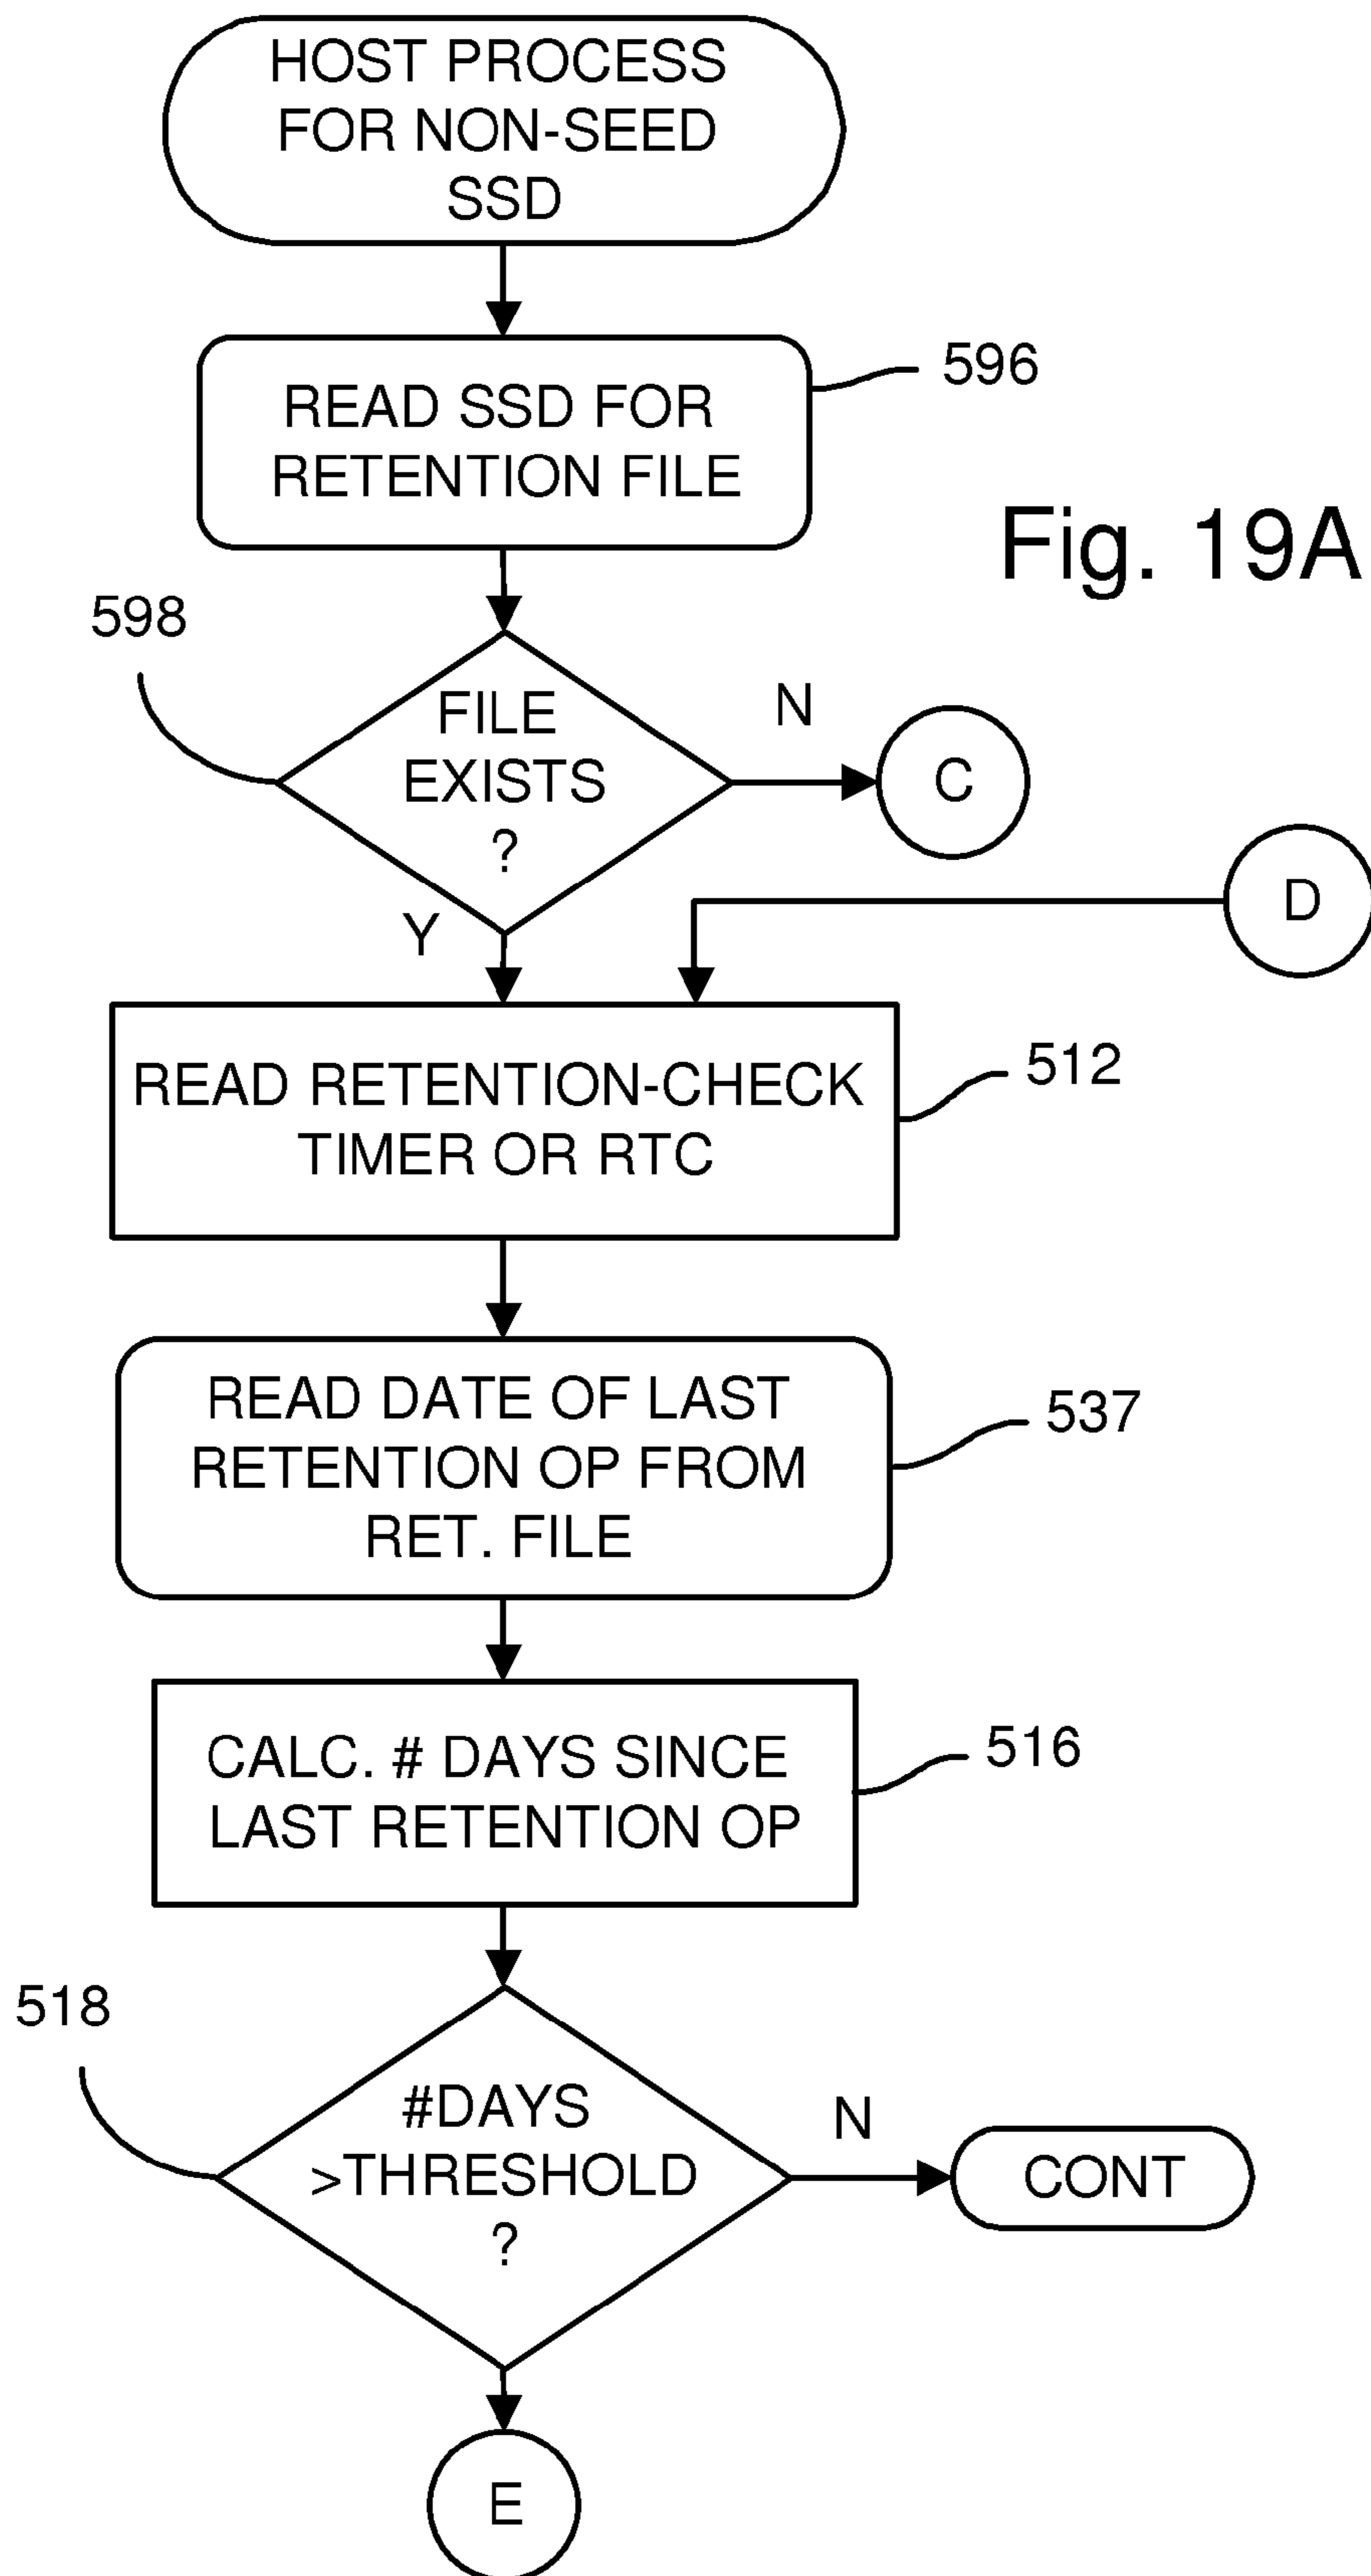 HOST PROCESS
FOR NON-SEED
SSD
596
READ SSD FOR
RETENTION FILE
Fig. 19A
598
FILE
EXISTS
?
N
C
D
Y
512
READ RETENTION-CHECK
TIMER OR RTC
537
READ DATE OF LAST
RETENTION OP FROM
RET. FILE
516
CALC. # DAYS SINCE
LAST RETENTION OP
518
#DAYS
>THRESHOLD
?
N
CONT
E